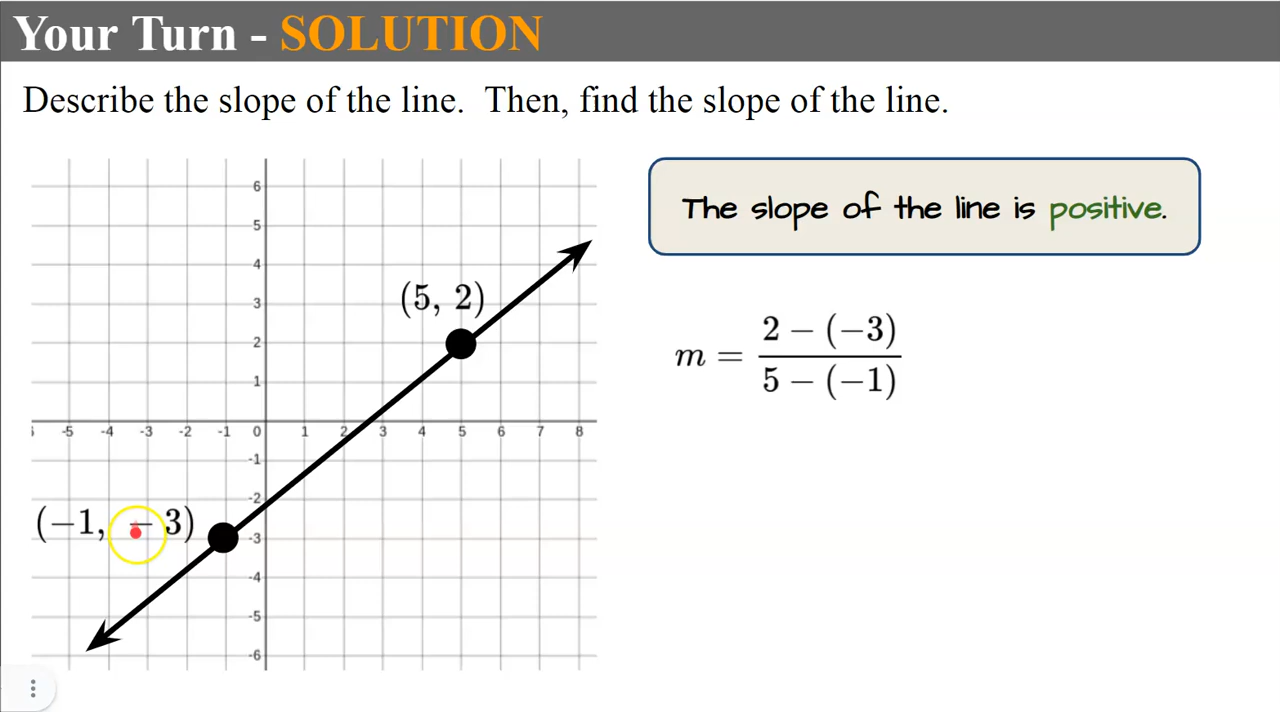 Your Turn - SOLUTION
Describe the slope of the line. Then, find the slope of the line.
The slope of the line is positive.
m = \frac{2 - (-3)}{5 - (-1)}
(5, 2)
(-1, -3)
6
5
4
3
2
1
-5 -4 -3 -2 -1 0 1 2 3 4 5 6 7 8
-1
-2
-3
-4
-5
-6